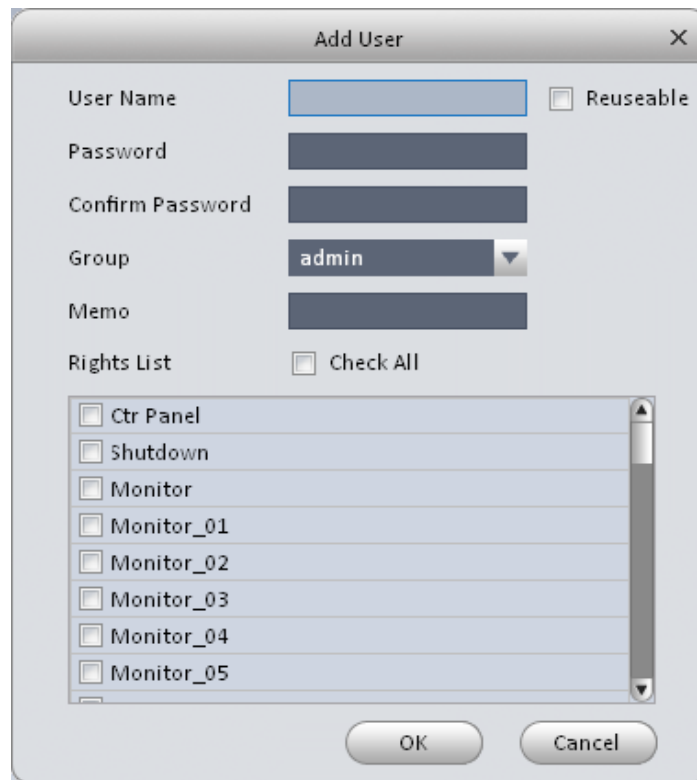 Add User
User Name
Reuseable
Password
Confirm Password
Group
admin
Memo
Rights List
Check All
Ctr Panel
Shutdown
Monitor
Monitor_01
Monitor_02
Monitor_03
Monitor_04
Monitor_05
OK
Cancel